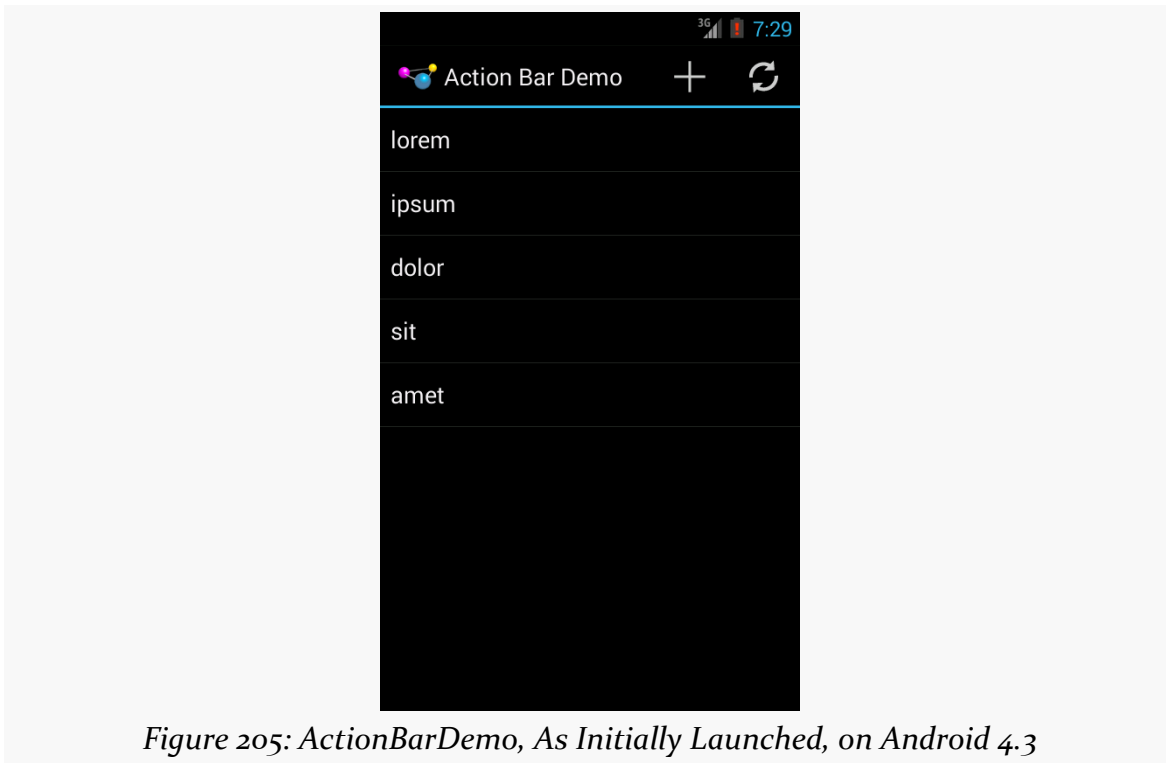 3G 7:29
Action Bar Demo
lorem
ipsum
dolor
sit
amet
Figure 205: ActionBarDemo, As Initially Launched, on Android 4.3